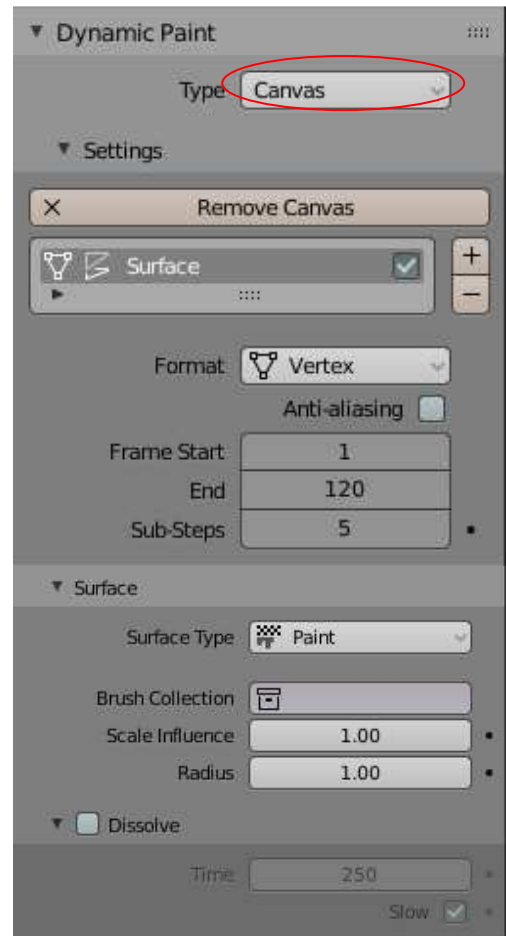 Dynamic Paint
Type Canvas
Settings
Remove Canvas
Surface
Format Vertex
Anti-aliasing
Frame Start 1
End 120
Sub-Steps 5
Surface
Surface Type Paint
Brush Collection
Scale Influence 1.00
Radius 1.00
Dissolve
Time 250
Slow